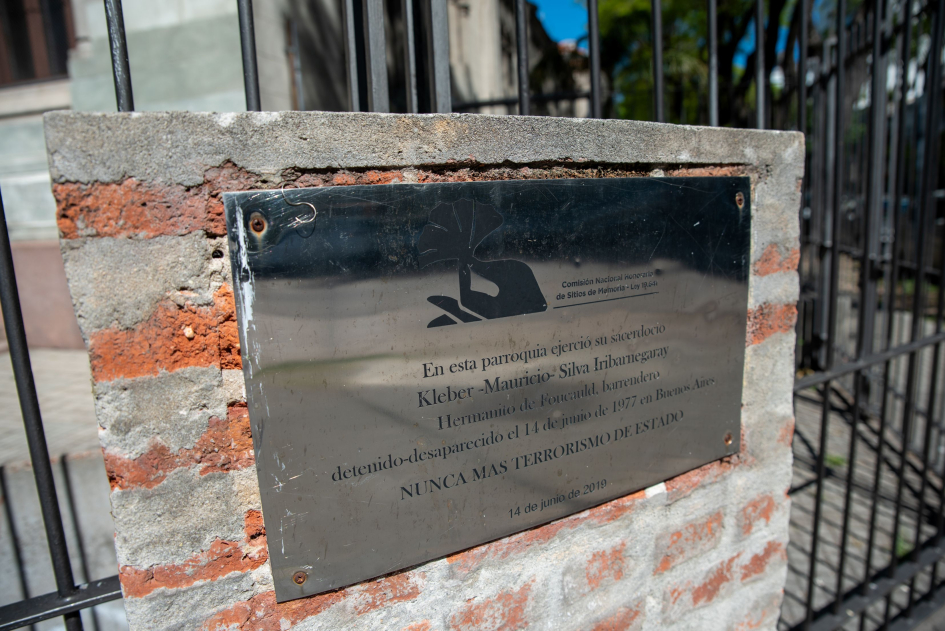 Comisión Nacional Honoraria
de Sitios de Memoria - Ley 19.641
En esta parroquia ejerció su sacerdocio
Kleber -Mauricio- Silva Iribarnegaray
Hermanito de Foucauld, barrendero
detenido-desaparecido el 14 de junio de 1977 en Buenos Aires
NUNCA MAS TERRORISMO DE ESTADO
14 de junio de 2019